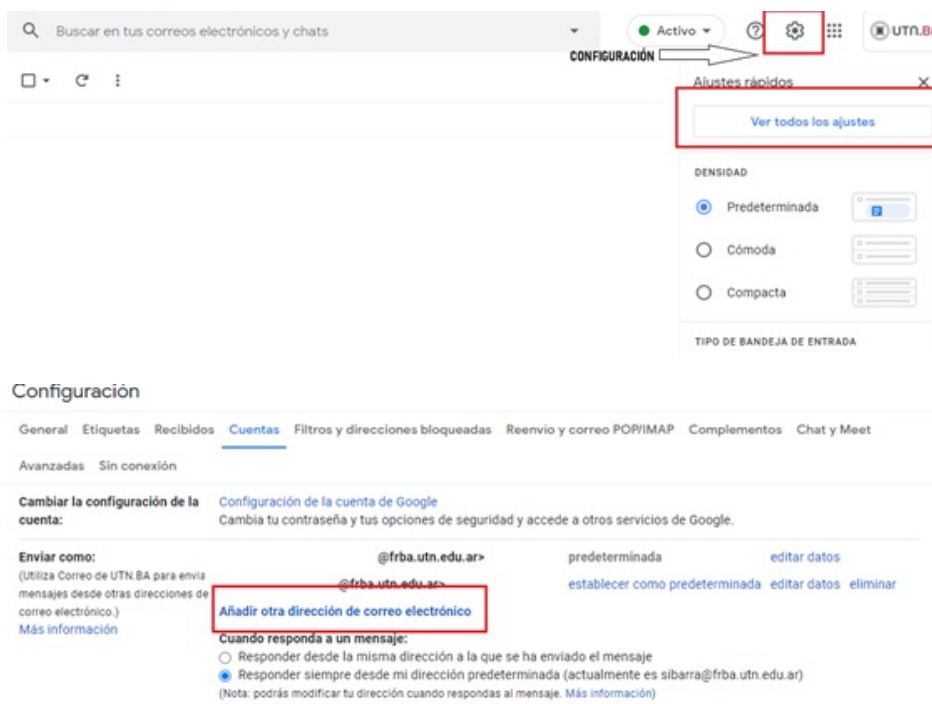 Buscar en tus correos electrónicos y chats
Activo
UTN.B
CONFIGURACIÓN
Ajustes rápidos
Ver todos los ajustes
DENSIDAD
Predeterminada
Cómoda
Compacta
TIPO DE BANDEJA DE ENTRADA
Configuración
General Etiquetas Recibidos Cuentas Filtros y direcciones bloqueadas Reenvío y correo POP/IMAP Complementos Chat y Meet
Avanzadas Sin conexión
Cambiar la configuración de la cuenta:
Configuración de la cuenta de Google
Cambia tu contraseña y tus opciones de seguridad y accede a otros servicios de Google.
Enviar como:
(Utiliza Correo de UTN.BA para envia
mensajes desde otras direcciones de
correo electrónico.)
Más información
@frba.utn.edu.ar> predeterminada editar datos
@frba.utn.edu.ar> establecer como predeterminada editar datos eliminar
Añadir otra dirección de correo electrónico
Cuando responda a un mensaje:
Responder desde la misma dirección a la que se ha enviado el mensaje
Responder siempre desde mi dirección predeterminada (actualmente es sibarra@frba.utn.edu.ar)
(Nota: podrás modificar tu dirección cuando respondas al mensaje. Más información)